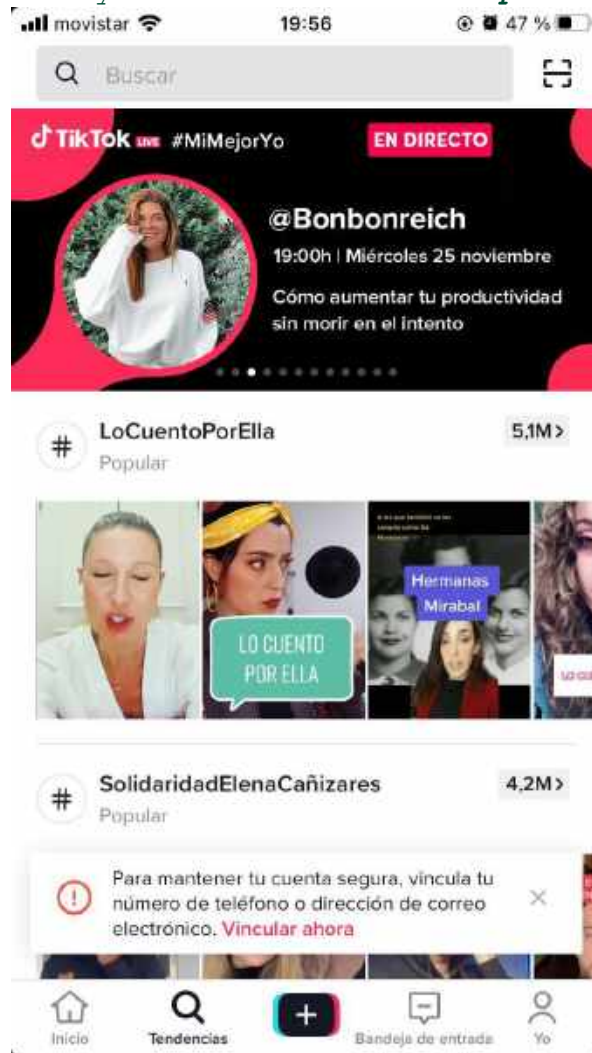 movistar 19:56 47 %
Buscar
TikTok LIVE #MiMejorYo EN DIRECTO
@Bonbonreich
19:00h | Miércoles 25 noviembre
Cómo aumentar tu productividad
sin morir en el intento
# LoCuentoPorElla 5,1M>
Popular
Hermanas
Mirabal
LO CUENTO
POR ELLA
# SolidaridadElenaCañizares 4,2M>
Popular
Para mantener tu cuenta segura, vincula tu
número de teléfono o dirección de correo
electrónico. Vincular ahora
Inicio Tendencias Bandeja de entrada Yo